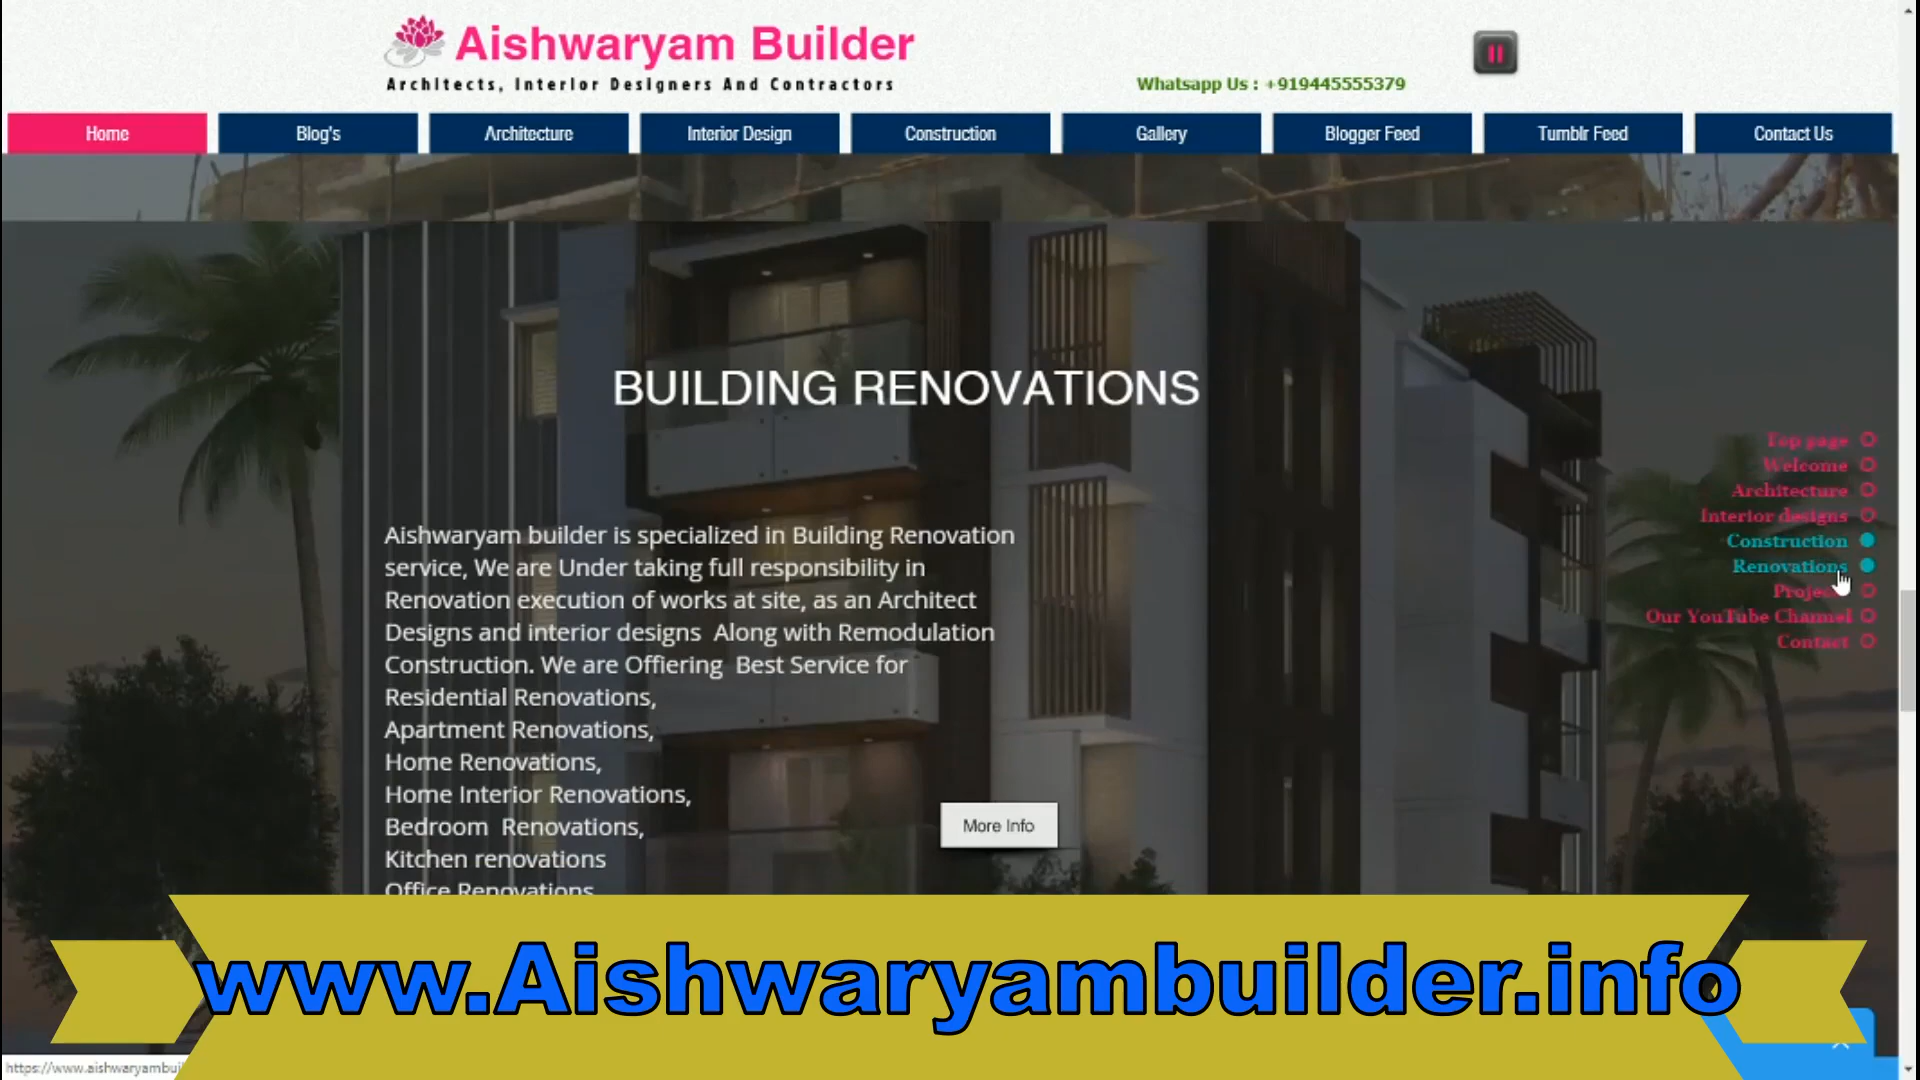 Aishwaryam Builder
Architects, Interior Designers And Contractors
Whatsapp Us : +919445555379
Home
Blog's
Architecture
Interior Design
Construction
Gallery
Blogger Feed
Tumblr Feed
Contact Us
BUILDING RENOVATIONS
Aishwaryam builder is specialized in Building Renovation
service, We are Under taking full responsibility in
Renovation execution of works at site, as an Architect
Designs and interior designs Along with Remodulation
Construction. We are Offiering Best Service for
Residential Renovations,
Apartment Renovations,
Home Renovations,
Home Interior Renovations,
Bedroom Renovations,
Kitchen renovations
Office Renovations
More Info
Top page
Welcome
Architecture
Interior designs
Construction
Renovations
Our YouTube Channel
Contact
www.Aishwaryambuilder.info